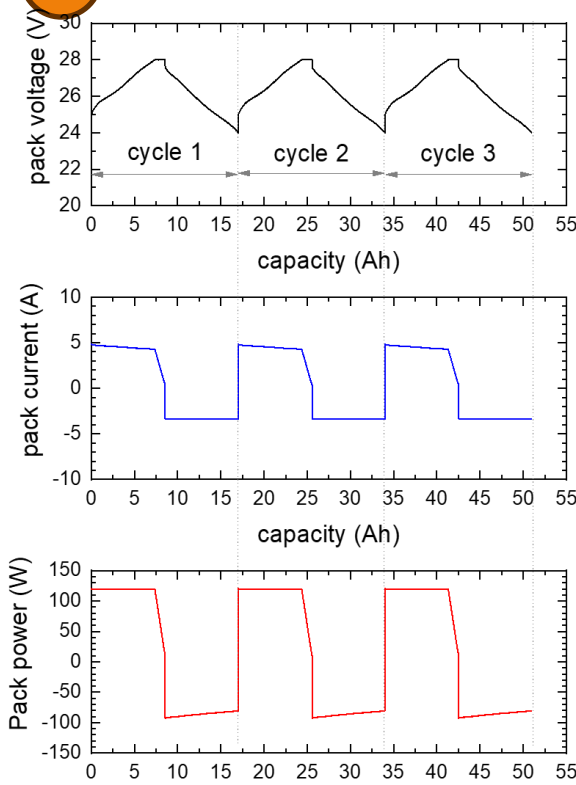 pack voltage (V)
30
28
26
24
22
20
cycle 1
cycle 2
cycle 3
0 5 10 15 20 25 30 35 40 45 50 55
capacity (Ah)
pack current (A)
10
5
0
-5
-10
0 5 10 15 20 25 30 35 40 45 50 55
capacity (Ah)
Pack power (W)
150
100
50
0
-50
-100
-150
0 5 10 15 20 25 30 35 40 45 50 55